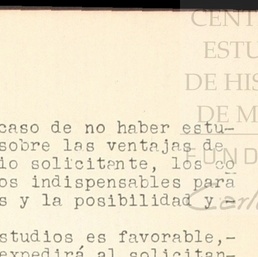 CENT
ESTU
DE HIS
DE M
FUND
caso de no haber estu-
sobre las ventajas de
io solicitante, los co
os indispensables para
s y la posibilidad y -
studios es favorable,-
expedirá al solicitan-